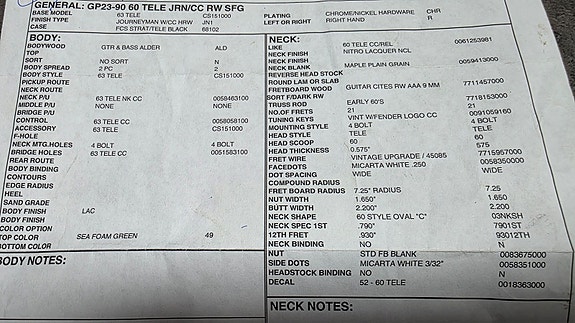 GENERAL: GP23-90 60 TELE JRN/CC RW SFG
BASE MODEL 63 TELE CS151000 PLATING CHROME/NICKEL HARDWARE CHR
FINISH TYPE JOURNEYMAN W/CC HRW JN1 LEFT OR RIGHT RIGHT HAND R
CASE FCS STRAT/TELE BLACK 68102
BODY:
BODYWOOD GTR & BASS ALDER ALD
TOP
SORT NO SORT N
BODY SPREAD 2 PC 2
BODY STYLE 63 TELE CS151000
PICKUP ROUTE
NECK ROUTE
NECK P/U 63 TELE NK CC 0058463100
MIDDLE P/U NONE NONE
BRIDGE P/U
CONTROL 63 TELE CC 0058058100
ACCESSORY 63 TELE CS151000
F-HOLE
NECK MTG.HOLES 4 BOLT 4 BOLT
BRIDGE HOLES 63 TELE CC 0051583100
REAR ROUTE
BODY BINDING
CONTOURS
EDGE RADIUS
HEEL
SAND GRADE
BODY FINISH LAC
BODY FINISH
COLOR OPTION
TOP COLOR SEA FOAM GREEN 49
BOTTOM COLOR
BODY NOTES:
NECK:
LIKE 60 TELE CC/REL 0061253981
NECK FINISH NITRO LACQUER NCL
NECK FINISH
NECK BLANK MAPLE PLAIN GRAIN 0059413000
REVERSE HEAD STOCK
ROUND LAM OR SLAB
FRETBOARD WOOD GUITAR CITES RW AAA 9 MM 7711457000
SORT F/DARK RW
TRUSS ROD EARLY 60'S 7718153000
NO.OF FRETS 21 21
TUNING KEYS VINT W/FENDER LOGO CC 0091059160
MOUNTING STYLE 4 BOLT 4 BOLT
HEAD STYLE TELE TELE
HEAD SCOOP 60 60
HEAD THICKNESS 0.575" 575
FRET WIRE VINTAGE UPGRADE / 45085 7715957000
FACEDOTS MICARTA WHITE .250 0058350000
DOT SPACING WIDE WIDE
COMPOUND RADIUS
FRET BOARD RADIUS 7.25" RADIUS 7.25
NUT WIDTH 1.650" 1.650
BUTT WIDTH 2.200" 2.200
NECK SHAPE 60 STYLE OVAL "C" 03NKSH
NECK SPEC 1ST .790" 7901ST
12TH FRET .930" 93012TH
NECK BINDING NO N
NUT STD FB BLANK 0083675000
SIDE DOTS MICARTA WHITE 3/32" 0058351000
HEADSTOCK BINDING NO N
DECAL 52 - 60 TELE 0018363000
NECK NOTES: